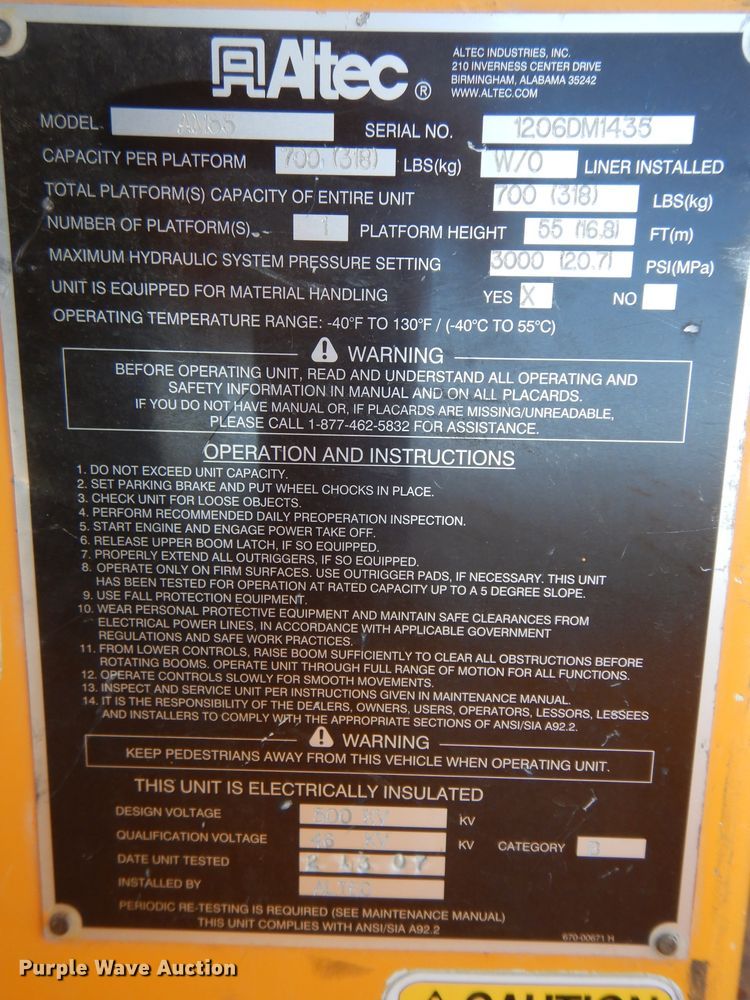 Altec ®
ALTEC INDUSTRIES, INC.
210 INVERNESS CENTER DRIVE
BIRMINGHAM, ALABAMA 35242
WWW.ALTEC.COM
MODEL AM55 SERIAL NO. 1206DM1435
CAPACITY PER PLATFORM 700 (318) LBS(kg) W/O LINER INSTALLED
TOTAL PLATFORM(S) CAPACITY OF ENTIRE UNIT 700 (318) LBS(kg)
NUMBER OF PLATFORM(S) 1 PLATFORM HEIGHT 55 (16.8) FT(m)
MAXIMUM HYDRAULIC SYSTEM PRESSURE SETTING 3000 (20.7) PSI(MPa)
UNIT IS EQUIPPED FOR MATERIAL HANDLING YES X NO
OPERATING TEMPERATURE RANGE: -40°F TO 130°F / (-40°C TO 55°C)
WARNING
BEFORE OPERATING UNIT, READ AND UNDERSTAND ALL OPERATING AND
SAFETY INFORMATION IN MANUAL AND ON ALL PLACARDS.
IF YOU DO NOT HAVE MANUAL OR, IF PLACARDS ARE MISSING/UNREADABLE,
PLEASE CALL 1-877-462-5832 FOR ASSISTANCE.
OPERATION AND INSTRUCTIONS
1. DO NOT EXCEED UNIT CAPACITY.
2. SET PARKING BRAKE AND PUT WHEEL CHOCKS IN PLACE.
3. CHECK UNIT FOR LOOSE OBJECTS.
4. PERFORM RECOMMENDED DAILY PREOPERATION INSPECTION.
5. START ENGINE AND ENGAGE POWER TAKE OFF.
6. RELEASE UPPER BOOM LATCH, IF SO EQUIPPED.
7. PROPERLY EXTEND ALL OUTRIGGERS, IF SO EQUIPPED.
8. OPERATE ONLY ON FIRM SURFACES. USE OUTRIGGER PADS, IF NECESSARY. THIS UNIT
HAS BEEN TESTED FOR OPERATION AT RATED CAPACITY UP TO A 5 DEGREE SLOPE.
9. USE FALL PROTECTION EQUIPMENT.
10. WEAR PERSONAL PROTECTIVE EQUIPMENT AND MAINTAIN SAFE CLEARANCES FROM
ELECTRICAL POWER LINES, IN ACCORDANCE WITH APPLICABLE GOVERNMENT
REGULATIONS AND SAFE WORK PRACTICES.
11. FROM LOWER CONTROLS, RAISE BOOM SUFFICIENTLY TO CLEAR ALL OBSTRUCTIONS BEFORE
ROTATING BOOMS. OPERATE UNIT THROUGH FULL RANGE OF MOTION FOR ALL FUNCTIONS.
12. OPERATE CONTROLS SLOWLY FOR SMOOTH MOVEMENTS.
13. INSPECT AND SERVICE UNIT PER INSTRUCTIONS GIVEN IN MAINTENANCE MANUAL.
14. IT IS THE RESPONSIBILITY OF THE DEALERS, OWNERS, USERS, OPERATORS, LESSORS, LESSEES
AND INSTALLERS TO COMPLY WITH THE APPROPRIATE SECTIONS OF ANSI/SIA A92.2.
WARNING
KEEP PEDESTRIANS AWAY FROM THIS VEHICLE WHEN OPERATING UNIT.
THIS UNIT IS ELECTRICALLY INSULATED
DESIGN VOLTAGE KV
QUALIFICATION VOLTAGE 46 KV KV CATEGORY B
DATE UNIT TESTED 2 13 07
INSTALLED BY ALTEC
PERIODIC RE-TESTING IS REQUIRED (SEE MAINTENANCE MANUAL)
THIS UNIT COMPLIES WITH ANSI/SIA A92.2
670-00671 H
Purple Wave Auction
CAUTION